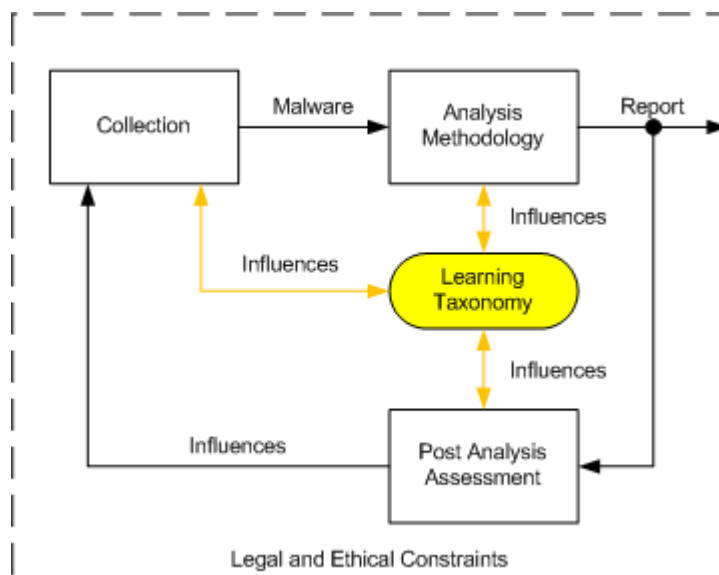 Collection
Malware
Analysis
Methodology
Report
Influences
Influences
Learning
Taxonomy
Influences
Influences
Post Analysis
Assessment
Legal and Ethical Constraints